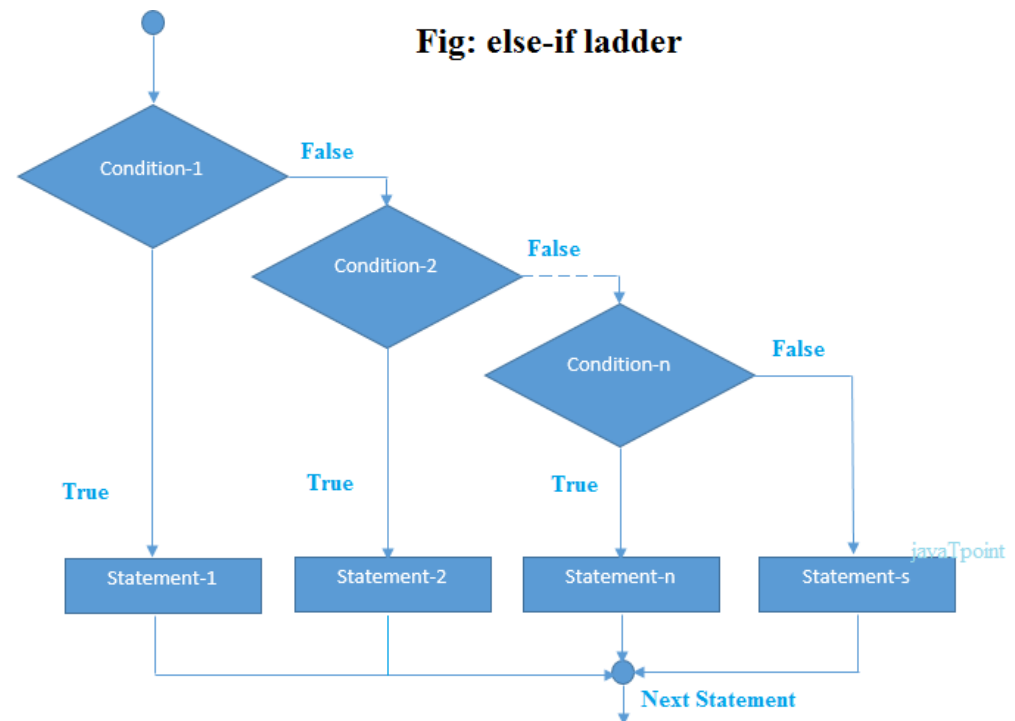 Fig: else-if ladder
Condition-1
False
Condition-2
False
Condition-n
False
True
True
True
javaTpoint
Statement-1
Statement-2
Statement-n
Statement-s
Next Statement